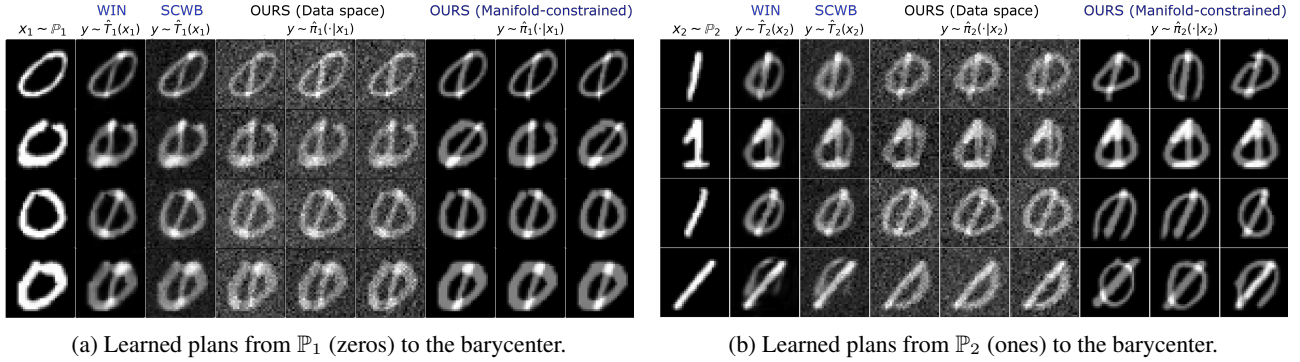 WIN SCWB OURS (Data space) OURS (Manifold-constrained)
x₁ ~ ℙ₁ y ~ T̂₁(x₁) y ~ T̂₁(x₁) y ~ π̂₁(·|x₁) y ~ π̂₁(·|x₁)
(a) Learned plans from ℙ₁ (zeros) to the barycenter.
WIN SCWB OURS (Data space) OURS (Manifold-constrained)
x₂ ~ ℙ₂ y ~ T̂₂(x₂) y ~ T̂₂(x₂) y ~ π̂₂(·|x₂) y ~ π̂₂(·|x₂)
(b) Learned plans from ℙ₂ (ones) to the barycenter.